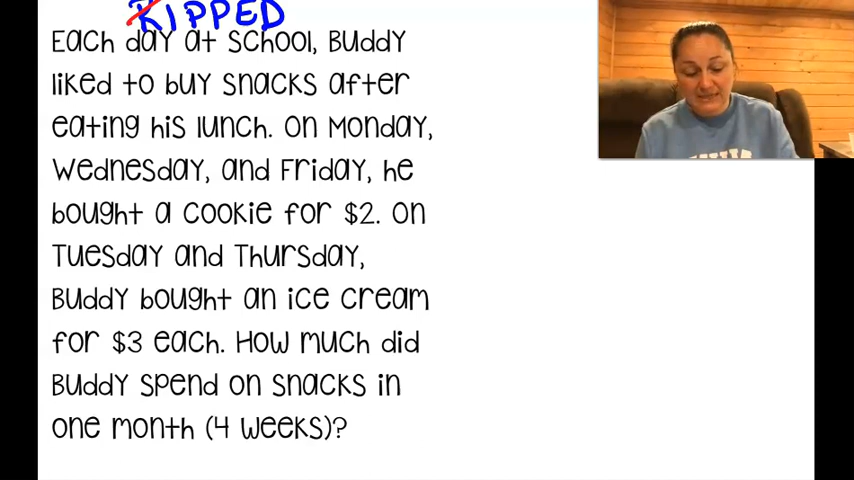 RIPPED
Each day at school, Buddy
liked to buy snacks after
eating his lunch. On Monday,
Wednesday, and Friday, he
bought a cookie for $2. On
Tuesday and Thursday,
Buddy bought an ice cream
for $3 each. How much did
Buddy spend on snacks in
one month (4 weeks)?